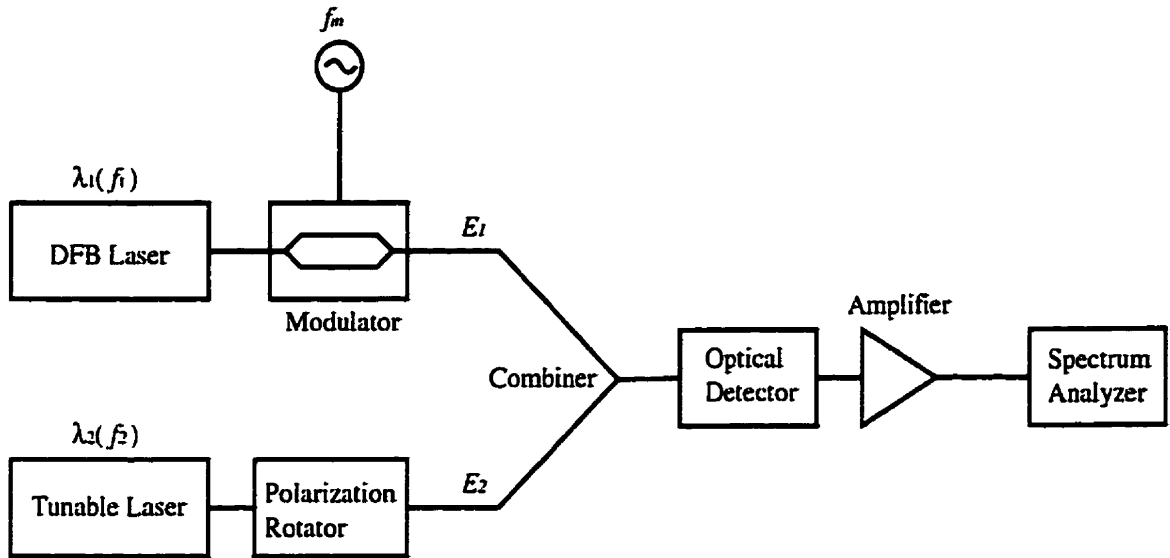 fm
λ1(f1)
DFB Laser
Modulator
E1
Combiner
Optical
Detector
Amplifier
Spectrum
Analyzer
λ2(f2)
Tunable Laser
Polarization
Rotator
E2